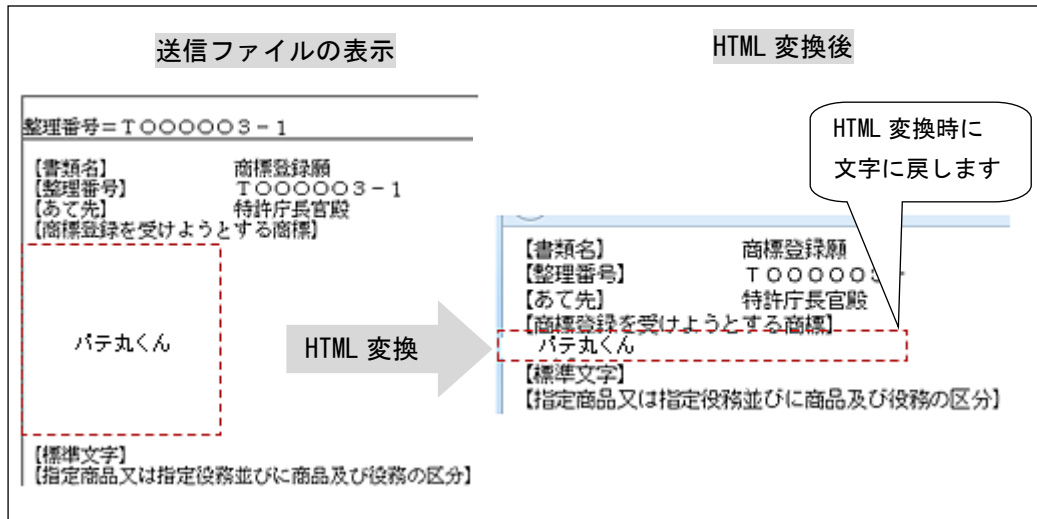 送信ファイルの表示
整理番号=T000003-1
【書類名】 商標登録願
【整理番号】 T000003-1
【あて先】 特許庁長官殿
【商標登録を受けようとする商標】
パテ丸くん
【標準文字】
【指定商品又は指定役務並びに商品及び役務の区分】
HTML 変換
HTML 変換後
HTML 変換時に
文字に戻します
【書類名】 商標登録願
【整理番号】 T000003-
【あて先】 特許庁長官殿
【商標登録を受けようとする商標】
パテ丸くん
【標準文字】
【指定商品又は指定役務並びに商品及び役務の区分】